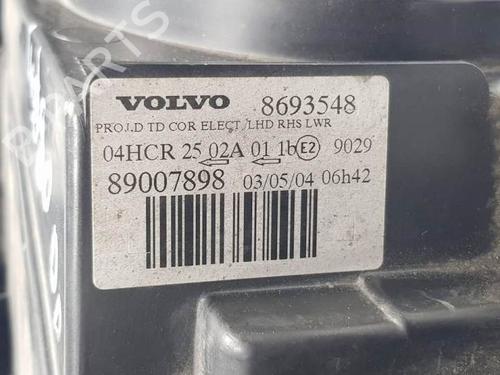 VOLVO 8693548
PROJ.D TD COR ELECT. LHD RHS LWR
04HCR 25 02A 01 1b E2 9029
89007898 03/05/04 06h42